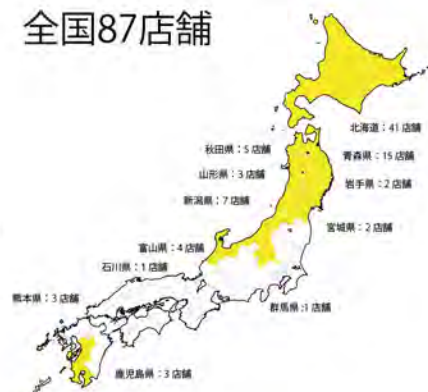 全国87店舗
北海道：41店舗
秋田県：5店舗
青森県：15店舗
山形県：3店舗
岩手県：2店舗
新潟県：7店舗
宮城県：2店舗
富山県：4店舗
石川県：1店舗
熊本県：3店舗
群馬県：1店舗
鹿児島県：3店舗